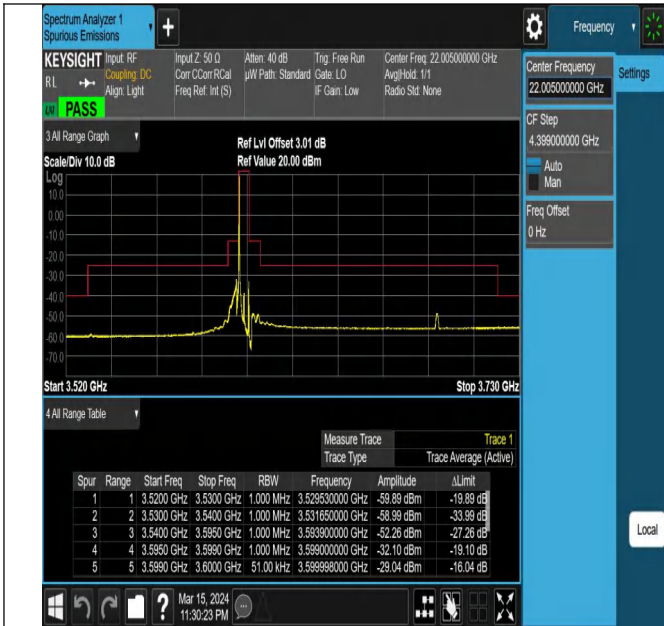 Spectrum Analyzer 1
Spurious Emissions
+
Frequency
KEYSIGHT
RL
PASS
Input: RF
Coupling: DC
Align: Light
Input Z: 50 Ω
Corr CCorr RCal
Freq Ref: Int (S)
Atten: 40 dB
µW Path: Standard
Trig: Free Run
Gate: LO
IF Gain: Low
Center Freq: 22.005000000 GHz
Avg|Hold: 1/1
Radio Std: None
Center Frequency
22.005000000 GHz
Settings
CF Step
4.399000000 GHz
Auto
Man
Freq Offset
0 Hz
Local
3 All Range Graph
Scale/Div 10.0 dB
Ref Lvl Offset 3.01 dB
Ref Value 20.00 dBm
Log
10.0
0.00
-10.0
-20.0
-30.0
-40.0
-50.0
-60.0
-70.0
Start 3.520 GHz
Stop 3.730 GHz
4 All Range Table
Measure Trace Trace 1
Trace Type Trace Average (Active)
Spur Range Start Freq Stop Freq RBW Frequency Amplitude ΔLimit
1 1 3.5200 GHz 3.5300 GHz 1.000 MHz 3.529530000 GHz -59.89 dBm -19.89 dB
2 2 3.5300 GHz 3.5400 GHz 1.000 MHz 3.531650000 GHz -58.99 dBm -33.99 dB
3 3 3.5400 GHz 3.5950 GHz 1.000 MHz 3.593900000 GHz -52.26 dBm -27.26 dB
4 4 3.5950 GHz 3.5990 GHz 1.000 MHz 3.599000000 GHz -32.10 dBm -19.10 dB
5 5 3.5990 GHz 3.6000 GHz 51.00 kHz 3.599998000 GHz -29.04 dBm -16.04 dB
?
Mar 15, 2024
11:30:23 PM